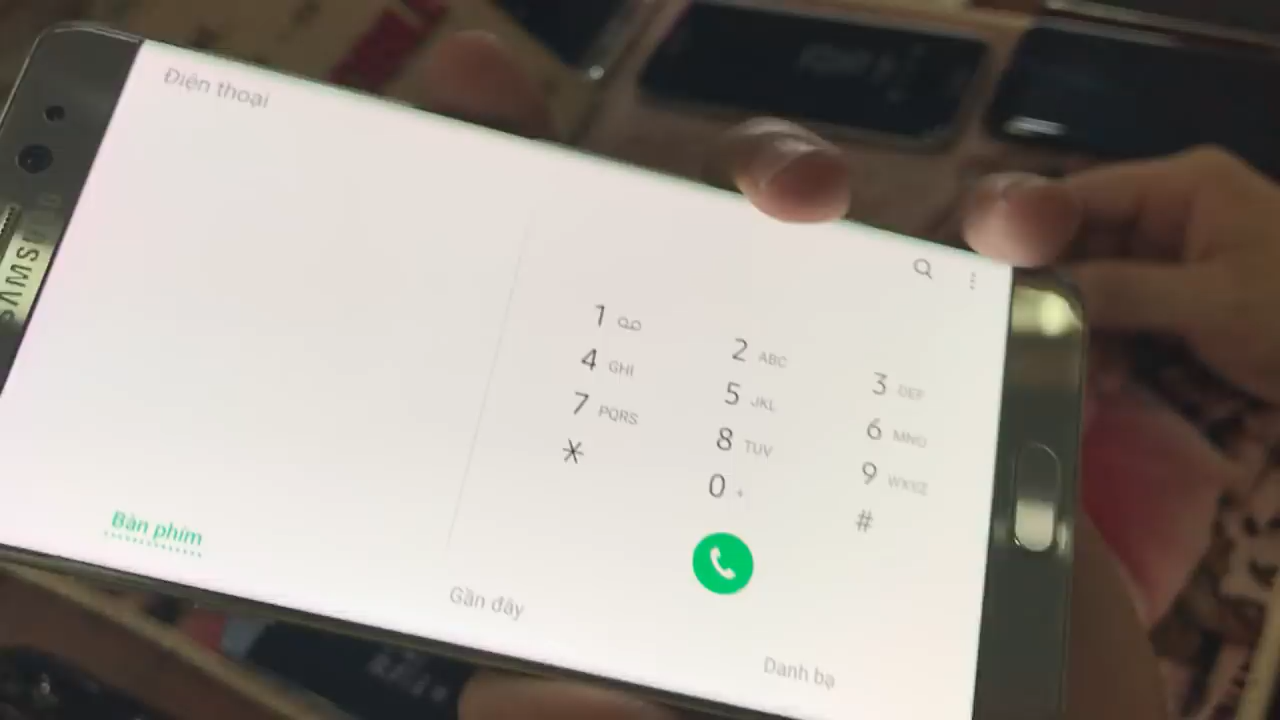 Điện thoại
SAMSU
1
2 ABC
3 DEF
4 GHI
5 JKL
6 MNO
7 PQRS
8 TUV
9 WXYZ
*
0 +
#
Bàn phím
Gần đây
Danh bạ